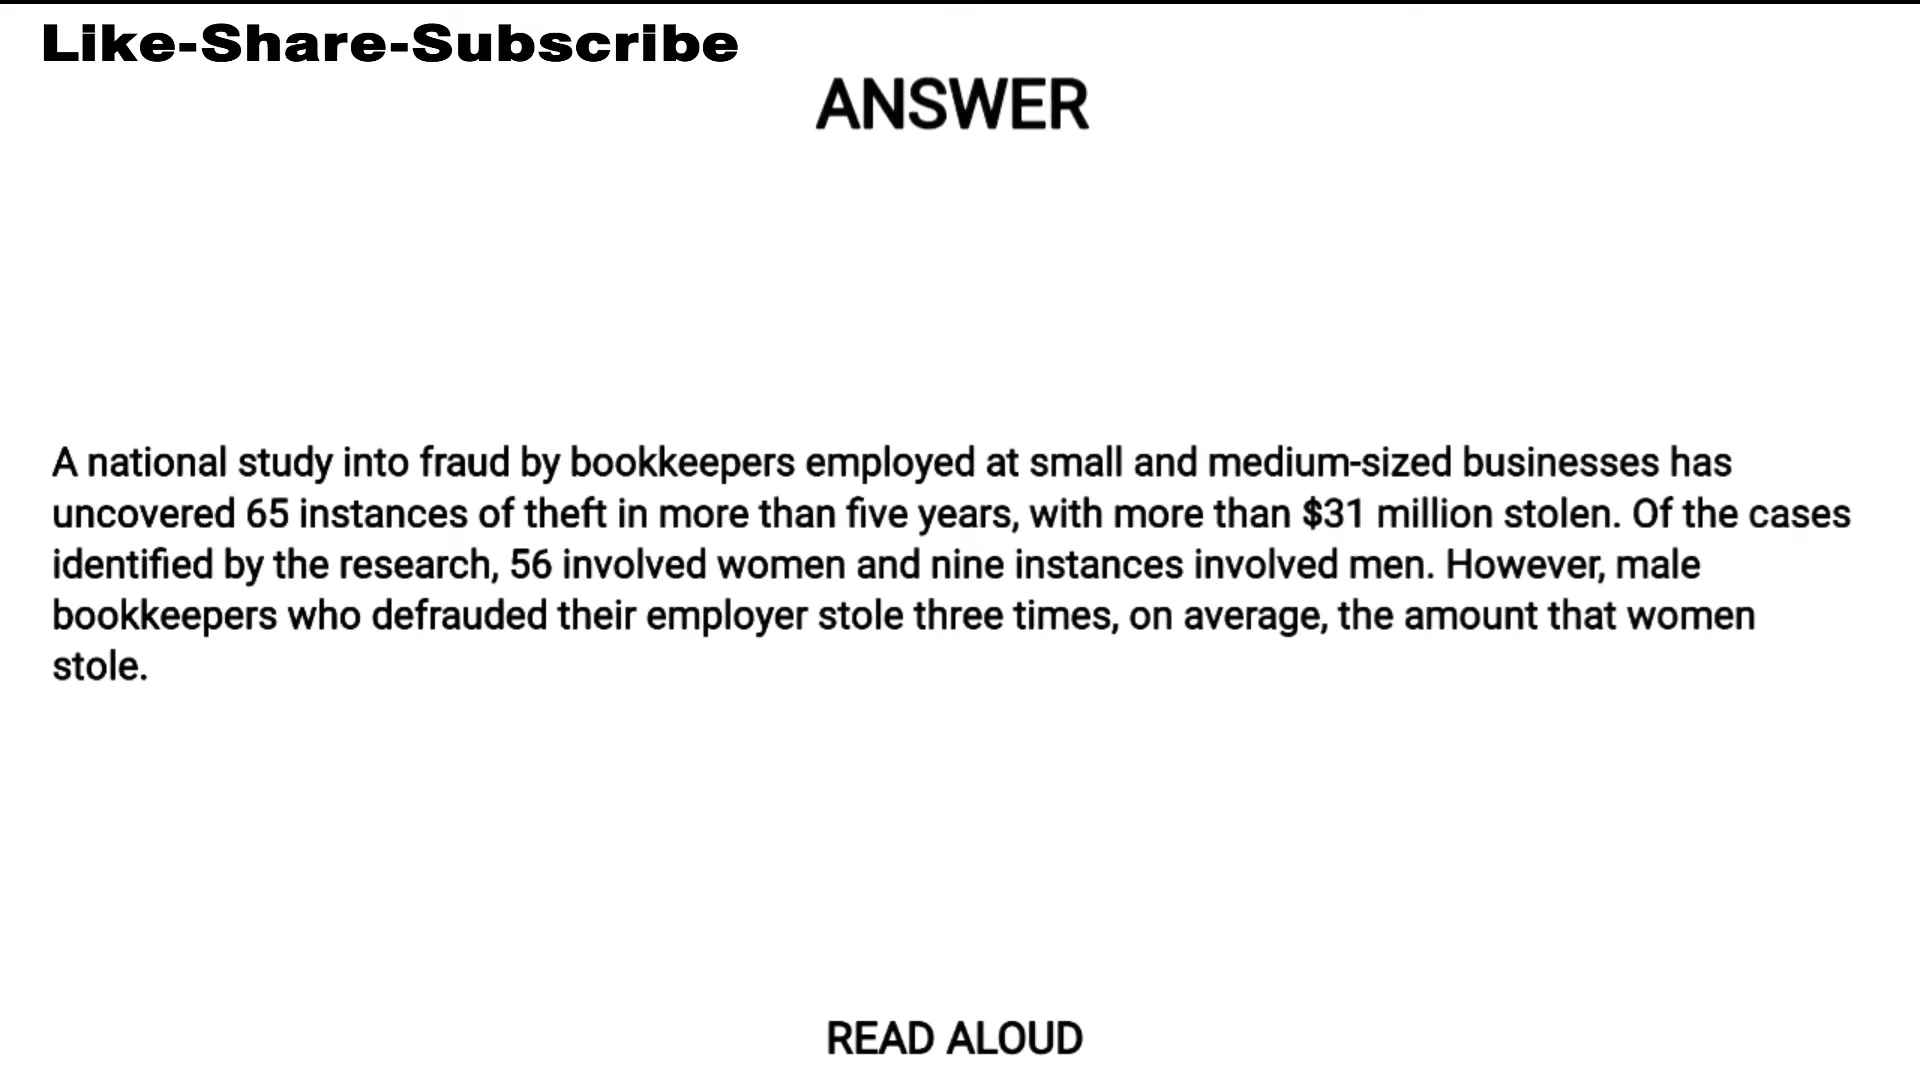 Like-Share-Subscribe
ANSWER
A national study into fraud by bookkeepers employed at small and medium-sized businesses has
uncovered 65 instances of theft in more than five years, with more than $31 million stolen. Of the cases
identified by the research, 56 involved women and nine instances involved men. However, male
bookkeepers who defrauded their employer stole three times, on average, the amount that women
stole.
READ ALOUD